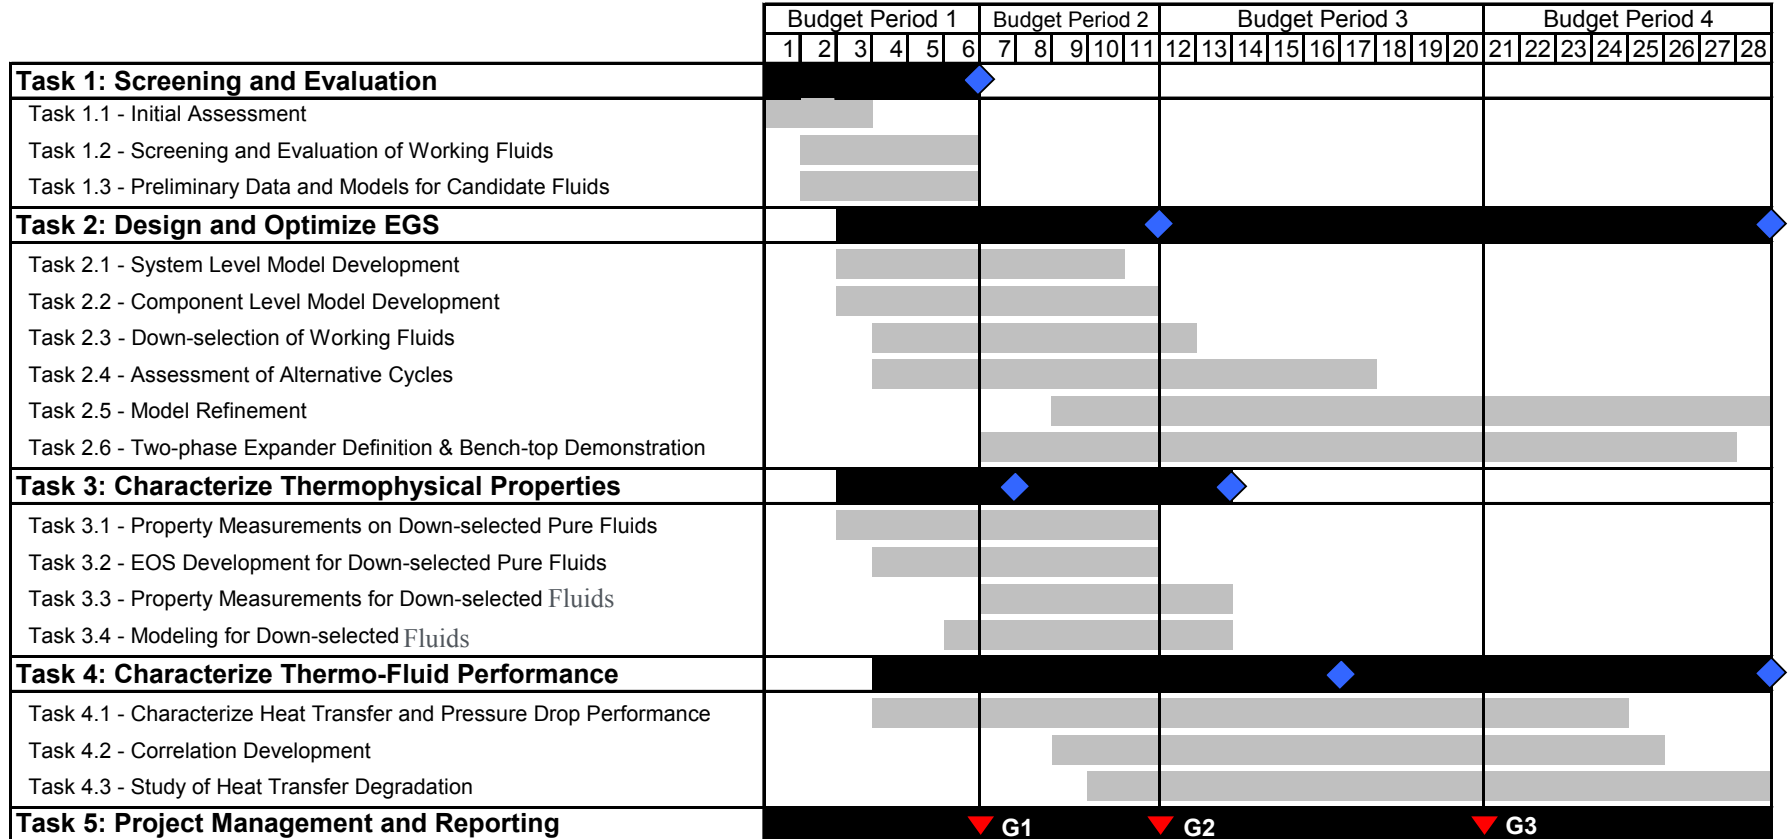 Budget Period 1 Budget Period 2 Budget Period 3 Budget Period 4
1 2 3 4 5 6 7 8 9 10 11 12 13 14 15 16 17 18 19 20 21 22 23 24 25 26 27 28
Task 1: Screening and Evaluation
Task 1.1 - Initial Assessment
Task 1.2 - Screening and Evaluation of Working Fluids
Task 1.3 - Preliminary Data and Models for Candidate Fluids
Task 2: Design and Optimize EGS
Task 2.1 - System Level Model Development
Task 2.2 - Component Level Model Development
Task 2.3 - Down-selection of Working Fluids
Task 2.4 - Assessment of Alternative Cycles
Task 2.5 - Model Refinement
Task 2.6 - Two-phase Expander Definition & Bench-top Demonstration
Task 3: Characterize Thermophysical Properties
Task 3.1 - Property Measurements on Down-selected Pure Fluids
Task 3.2 - EOS Development for Down-selected Pure Fluids
Task 3.3 - Property Measurements for Down-selected Fluids
Task 3.4 - Modeling for Down-selected Fluids
Task 4: Characterize Thermo-Fluid Performance
Task 4.1 - Characterize Heat Transfer and Pressure Drop Performance
Task 4.2 - Correlation Development
Task 4.3 - Study of Heat Transfer Degradation
Task 5: Project Management and Reporting G1 G2 G3